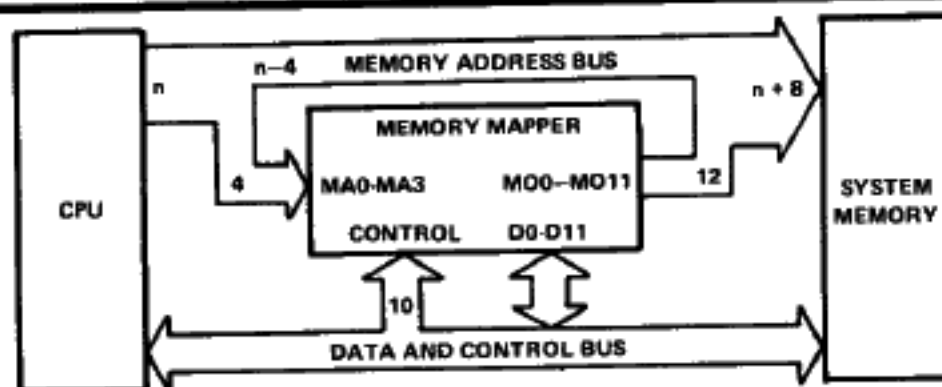 n
n–4
MEMORY ADDRESS BUS
n + 8
MEMORY MAPPER
4
MA0-MA3
MO0–MO11
12
CPU
SYSTEM
MEMORY
CONTROL
D0-D11
10
DATA AND CONTROL BUS